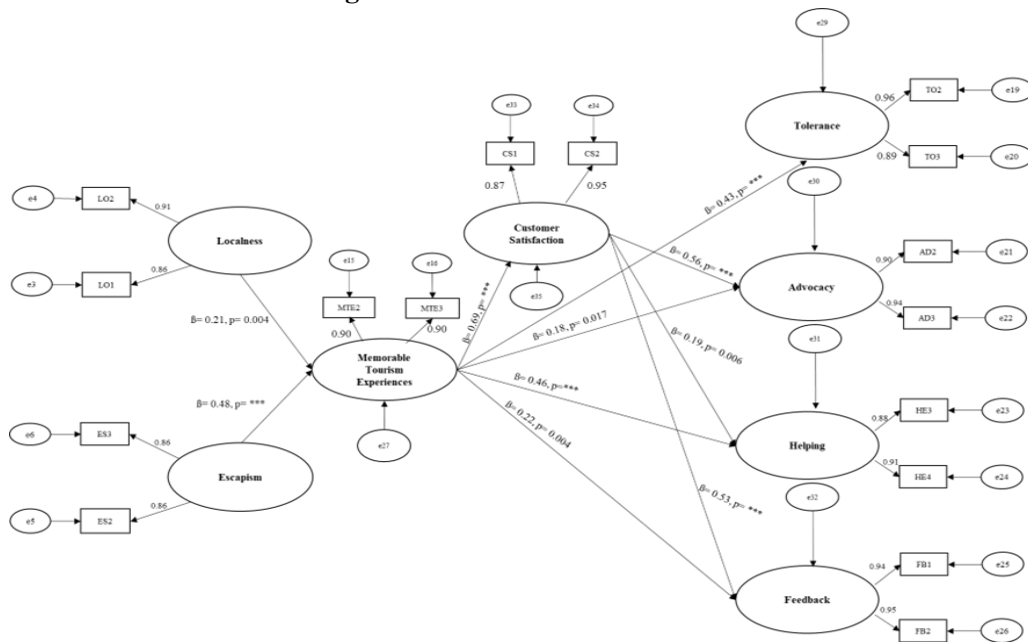 e29
TO2
e19
0.96
Tolerance
0.89
TO3
e20
e33
e34
CS1
CS2
0.87
0.95
e30
β= 0.43, p= ***
e4
LO2
0.91
Localness
Customer
Satisfaction
e3
LO1
0.86
e15
e16
e35
β= 0.56, p= ***
AD2
e21
0.90
Advocacy
0.94
AD3
e22
MTE2
MTE3
0.90
0.90
β= 0.69, p= ***
β= 0.18, p= 0.017
β= 0.21, p= 0.004
β= 0.19, p= 0.006
e31
Memorable
Tourism
Experiences
β= 0.46, p=***
β= 0.48, p= ***
β= 0.22, p= 0.004
HE3
e23
0.88
e6
ES3
0.86
e27
Helping
0.91
HE4
e24
Escapism
e32
β= 0.53, p= ***
e5
ES2
0.86
FB1
e25
0.94
Feedback
0.95
FB2
e26